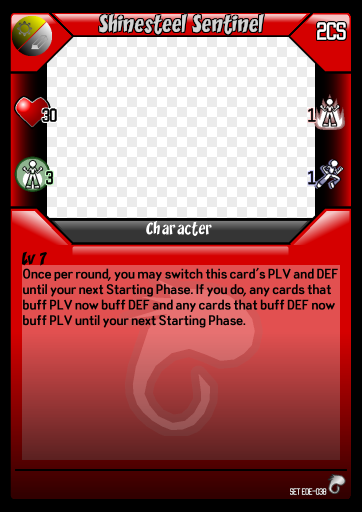 Shinesteel Sentinel
2CS
30
1
3
1
Character
Lv 1
Once per round, you may switch this card's PLV and DEF
until your next Starting Phase. If you do, any cards that
buff PLV now buff DEF and any cards that buff DEF now
buff PLV until your next Starting Phase.
SET EOE-038